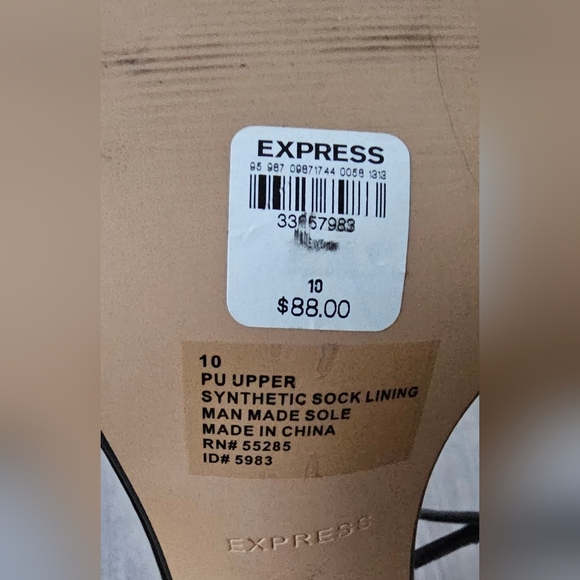 EXPRESS
95 987 09871744 0058 1313
$88.00
10
PU UPPER
SYNTHETIC SOCK LINING
MAN MADE SOLE
MADE IN CHINA
RN# 55285
ID# 5983
EXPRESS